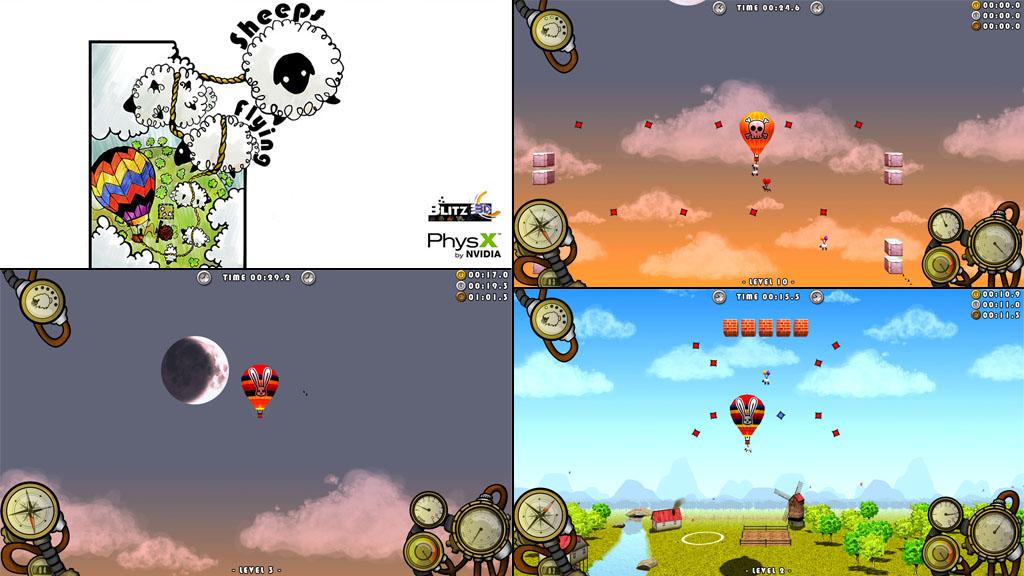 Sheeps
Flying
BLITZ 3D
PhysX
by NVIDIA
TIME 00:24.6
00:00.0
00:00.0
00:00.0
- LEVEL 10 -
TIME 00:29.2
00:17.0
00:19.5
01:01.5
- LEVEL 3 -
TIME 00:15.5
00:10.9
00:11.0
00:11.5
- LEVEL 2 -